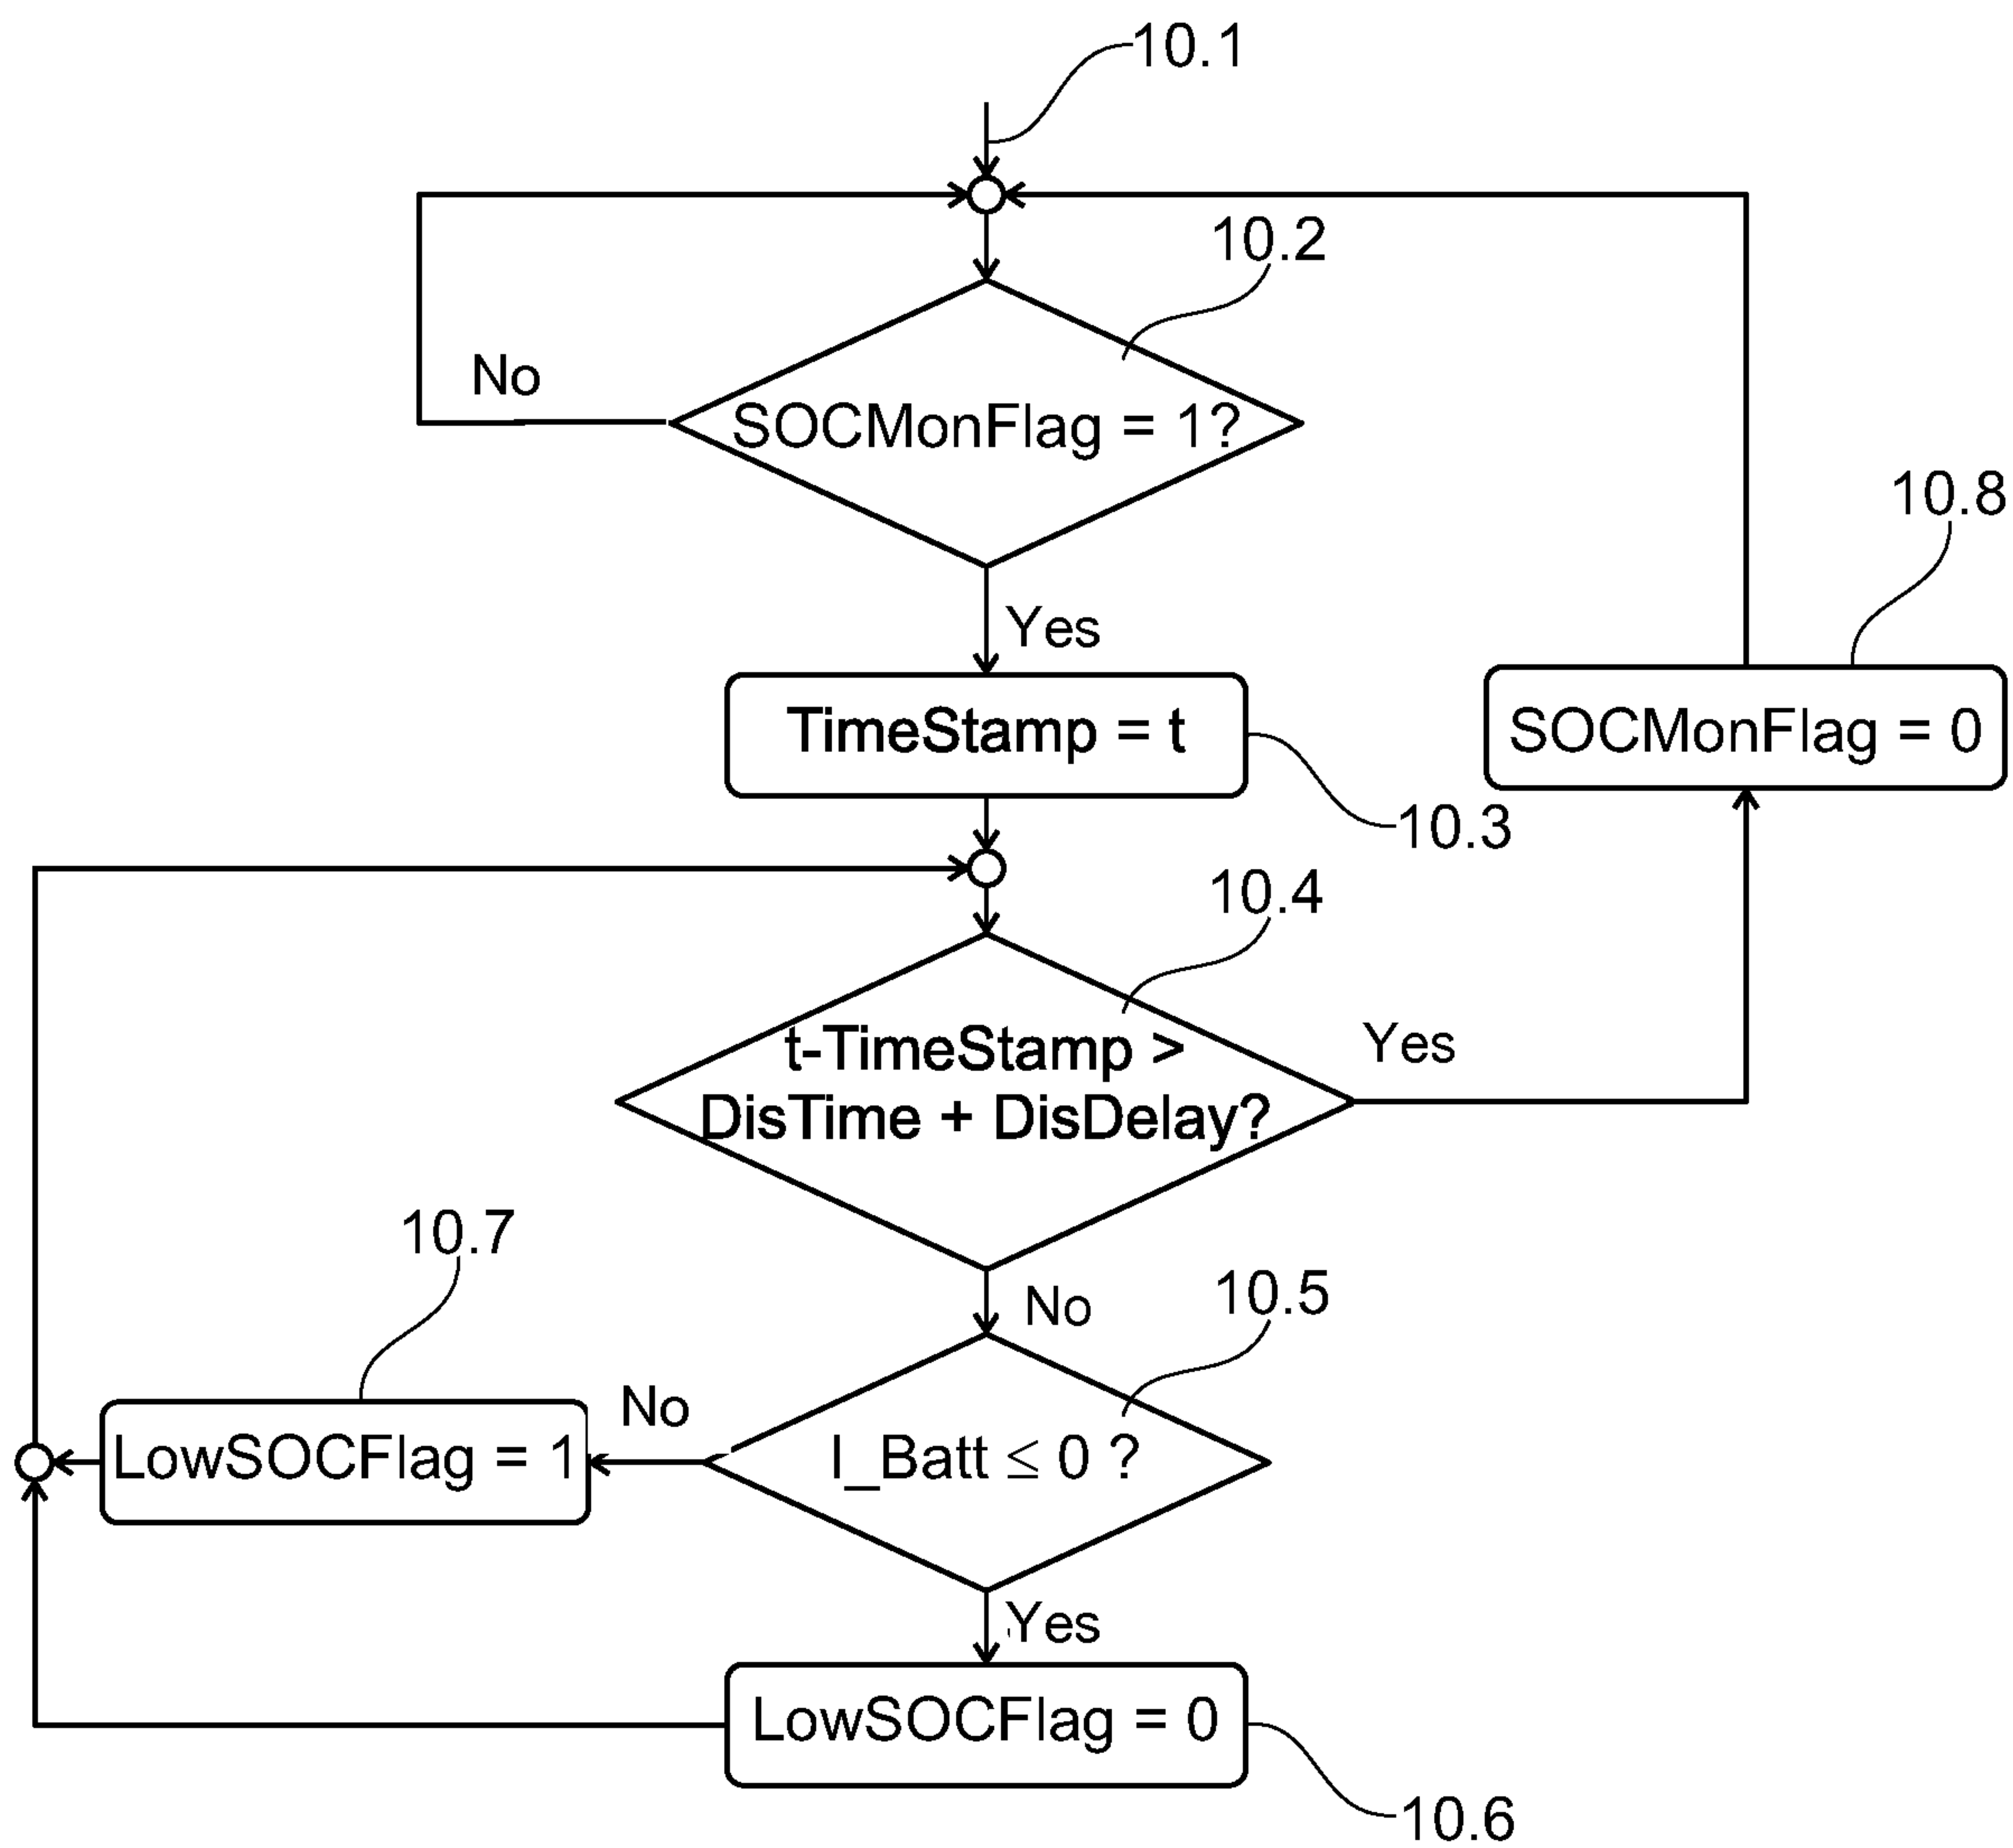 10.1
10.2
No
SOCMonFlag = 1?
10.8
Yes
TimeStamp = t
SOCMonFlag = 0
10.3
10.4
t-TimeStamp >
DisTime + DisDelay?
Yes
10.7
10.5
No
No
LowSOCFlag = 1
I_Batt ≤ 0 ?
Yes
LowSOCFlag = 0
10.6